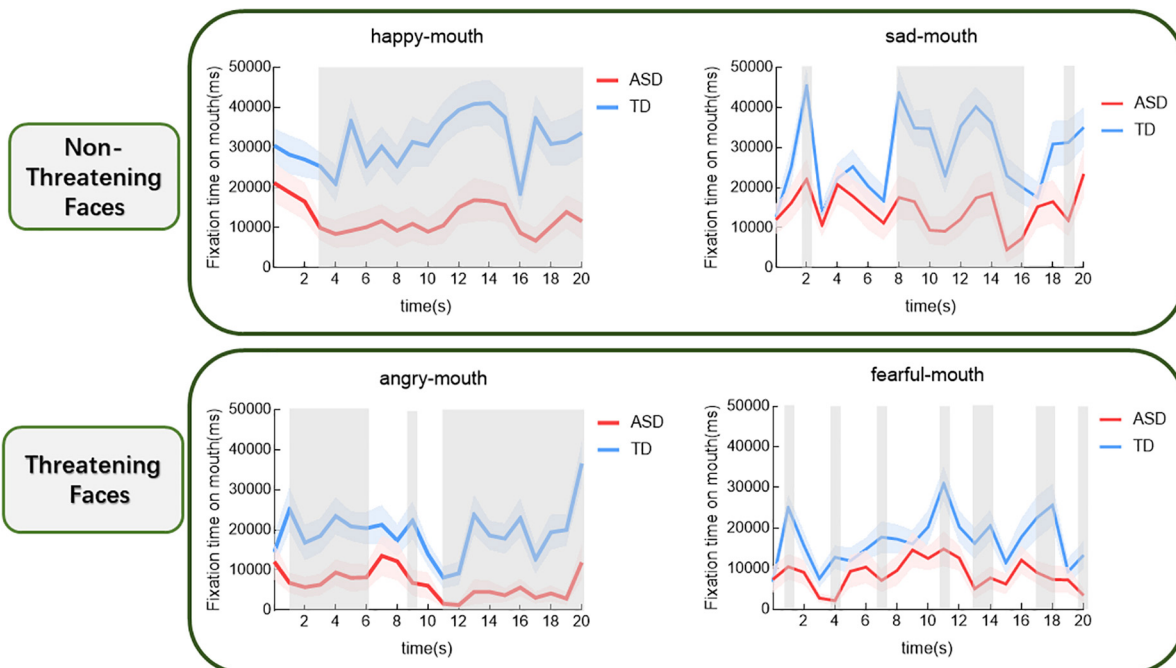 Non-
Threatening
Faces
happy-mouth
Fixation time on mouth(ms)
50000
40000
30000
20000
10000
0
2 4 6 8 10 12 14 16 18 20
time(s)
ASD
TD
sad-mouth
Fixation time on mouth(ms)
50000
40000
30000
20000
10000
0
2 4 6 8 10 12 14 16 18 20
time(s)
ASD
TD
Threatening
Faces
angry-mouth
Fixation time on mouth(ms)
50000
40000
30000
20000
10000
0
2 4 6 8 10 12 14 16 18 20
time(s)
ASD
TD
fearful-mouth
Fixation time on mouth(ms)
50000
40000
30000
20000
10000
0
2 4 6 8 10 12 14 16 18 20
time(s)
ASD
TD